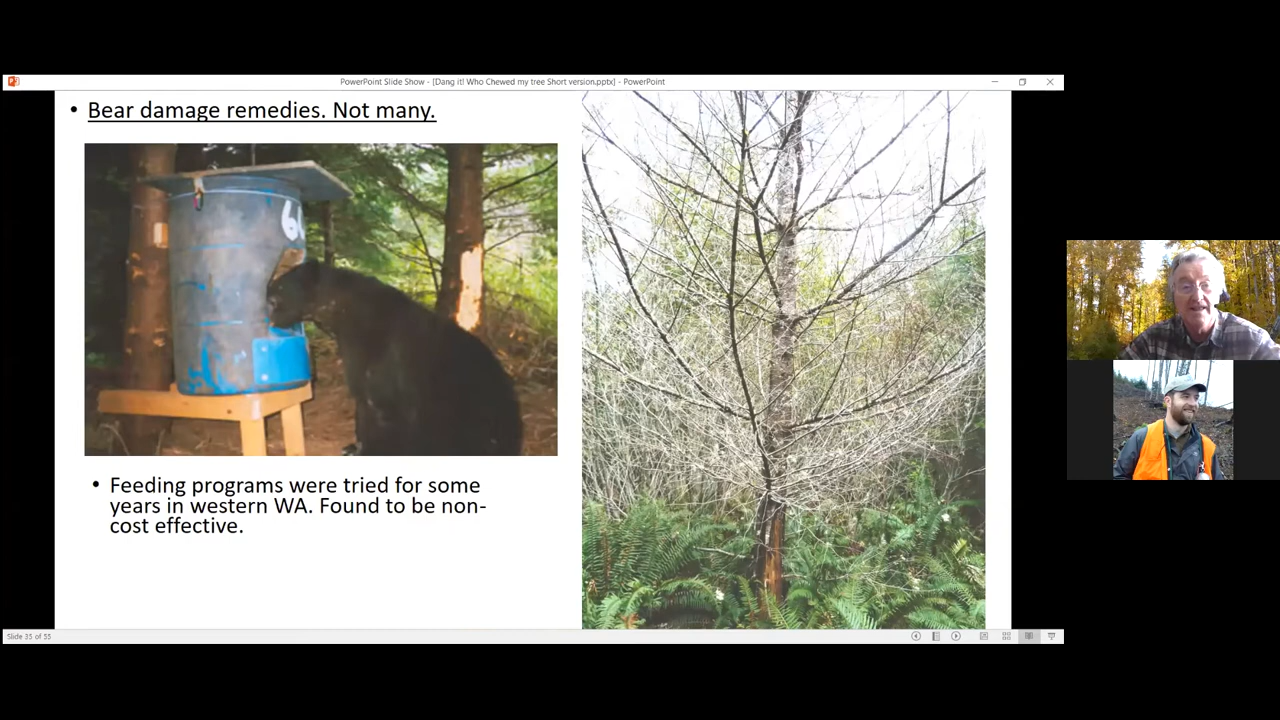 PowerPoint Slide Show - [Dang it! Who Chewed my tree Short version.pptx] - PowerPoint
• Bear damage remedies. Not many.
• Feeding programs were tried for some
years in western WA. Found to be non-
cost effective.
Slide 35 of 55